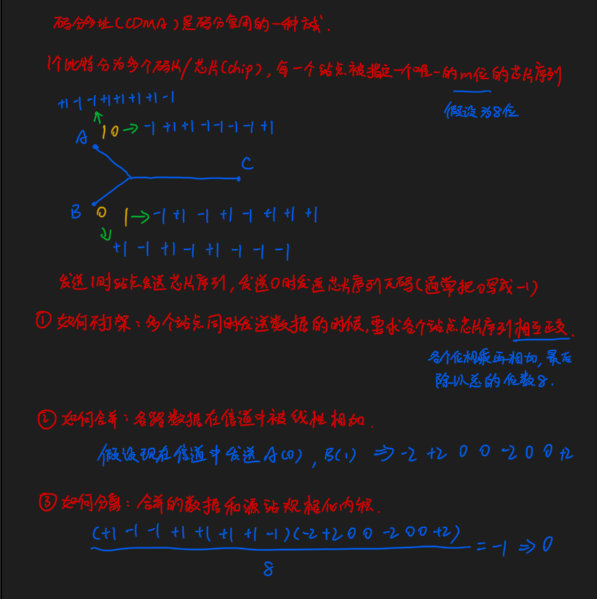 码分多址(CDMA)是码分复用的一种方式.
1个比特分为多个码片/芯片(chip), 每一个站点被指定一个唯一的m位的芯片序列
假设为8位
+1 -1 -1 +1 +1 +1 +1 -1
A 1 0 → -1 +1 +1 -1 -1 -1 -1 +1
C
B 0 1 → -1 +1 -1 +1 -1 +1 +1 +1
+1 -1 +1 -1 +1 -1 -1 -1
发送1时站点发送芯片序列, 发送0时发送芯片序列反码(通常把0写成-1)
① 如何不打架: 多个站点同时发送数据的时候, 要求各个站点芯片序列相互正交.
各个位相乘再相加, 最后
除以总的位数8.
② 如何合并: 各路数据在信道中被线性相加.
假设现在信道中发送A(0), B(1) ⇒ -2 +2 0 0 -2 0 0 +2
③ 如何分离: 合并的数据和源站规格化内积.
(+1 -1 -1 +1 +1 +1 +1 -1)(-2 +2 0 0 -2 0 0 +2)
= -1 ⇒ 0
8